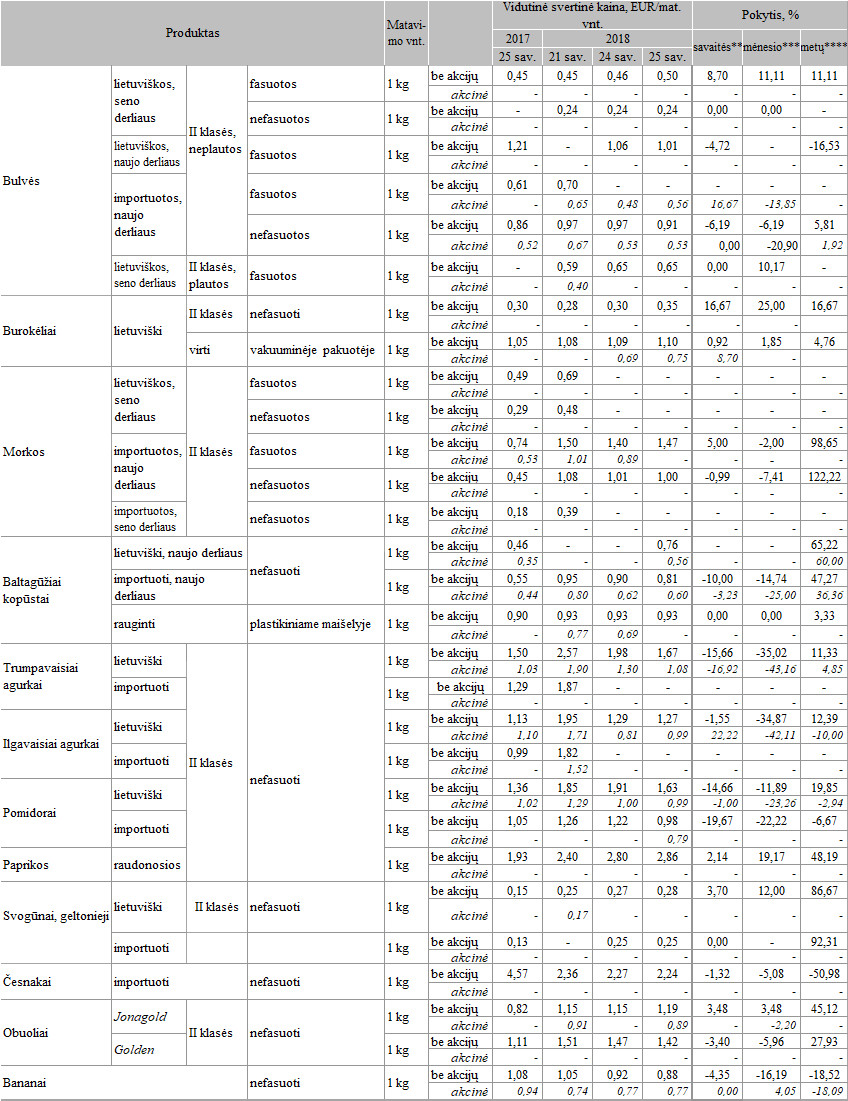 Produktas Matavimo vnt. Vidutinė svertinė kaina, EUR/mat. vnt. Pokytis, %
2017 2018 savaitės** mėnesio*** metų****
25 sav. 21 sav. 24 sav. 25 sav.
Bulvės lietuviškos, seno derliaus II klasės, neplautos fasuotos 1 kg be akcijų 0,45 0,45 0,46 0,50 8,70 11,11 11,11
akcinė - - - - - - -
nefasuotos 1 kg be akcijų - 0,24 0,24 0,24 0,00 0,00 -
akcinė - - - - - - -
lietuviškos, naujo derliaus fasuotos 1 kg be akcijų 1,21 - 1,06 1,01 -4,72 - -16,53
akcinė - - - - - - -
importuotos, naujo derliaus fasuotos 1 kg be akcijų 0,61 0,70 - - - - -
akcinė - 0,65 0,48 0,56 16,67 -13,85 -
nefasuotos 1 kg be akcijų 0,86 0,97 0,97 0,91 -6,19 -6,19 5,81
akcinė 0,52 0,67 0,53 0,53 0,00 -20,90 1,92
lietuviškos, seno derliaus II klasės, plautos fasuotos 1 kg be akcijų - 0,59 0,65 0,65 0,00 10,17 -
akcinė - 0,40 - - - - -
Burokėliai lietuviški II klasės nefasuoti 1 kg be akcijų 0,30 0,28 0,30 0,35 16,67 25,00 16,67
akcinė - - - - - - -
virti vakuuminėje pakuotėje 1 kg be akcijų 1,05 1,08 1,09 1,10 0,92 1,85 4,76
akcinė - - 0,69 0,75 8,70 - -
Morkos lietuviškos, seno derliaus II klasės fasuotos 1 kg be akcijų 0,49 0,69 - - - - -
akcinė - - - - - - -
nefasuotos 1 kg be akcijų 0,29 0,48 - - - - -
akcinė - - - - - - -
importuotos, naujo derliaus fasuotos 1 kg be akcijų 0,74 1,50 1,40 1,47 5,00 -2,00 98,65
akcinė 0,53 1,01 0,89 - - - -
nefasuotos 1 kg be akcijų 0,45 1,08 1,01 1,00 -0,99 -7,41 122,22
akcinė - - - - - - -
importuotos, seno derliaus nefasuotos 1 kg be akcijų 0,18 0,39 - - - - -
akcinė - - - - - - -
Baltagūžiai kopūstai lietuviški, naujo derliaus nefasuoti 1 kg be akcijų 0,46 - - 0,76 - - 65,22
akcinė 0,35 - - 0,56 - - 60,00
importuoti, naujo derliaus 1 kg be akcijų 0,55 0,95 0,90 0,81 -10,00 -14,74 47,27
akcinė 0,44 0,80 0,62 0,60 -3,23 -25,00 36,36
rauginti plastikiniame maišelyje 1 kg be akcijų 0,90 0,93 0,93 0,93 0,00 0,00 3,33
akcinė - 0,77 0,69 - - - -
Trumpavaisiai agurkai lietuviški II klasės nefasuoti 1 kg be akcijų 1,50 2,57 1,98 1,67 -15,66 -35,02 11,33
akcinė 1,03 1,90 1,30 1,08 -16,92 -43,16 4,85
importuoti 1 kg be akcijų 1,29 1,87 - - - - -
akcinė - - - - - - -
Ilgavaisiai agurkai lietuviški 1 kg be akcijų 1,13 1,95 1,29 1,27 -1,55 -34,87 12,39
akcinė 1,10 1,71 0,81 0,99 22,22 -42,11 -10,00
importuoti 1 kg be akcijų 0,99 1,82 - - - - -
akcinė - 1,52 - - - - -
Pomidorai lietuviški 1 kg be akcijų 1,36 1,85 1,91 1,63 -14,66 -11,89 19,85
akcinė 1,02 1,29 1,00 0,99 -1,00 -23,26 -2,94
importuoti 1 kg be akcijų 1,05 1,26 1,22 0,98 -19,67 -22,22 -6,67
akcinė - - - 0,79 - - -
Paprikos raudonosios 1 kg be akcijų 1,93 2,40 2,80 2,86 2,14 19,17 48,19
akcinė - - - - - - -
Svogūnai, geltonieji lietuviški II klasės nefasuoti 1 kg be akcijų 0,15 0,25 0,27 0,28 3,70 12,00 86,67
akcinė - 0,17 - - - - -
importuoti 1 kg be akcijų 0,13 - 0,25 0,25 0,00 - 92,31
akcinė - - - - - - -
Česnakai importuoti nefasuoti 1 kg be akcijų 4,57 2,36 2,27 2,24 -1,32 -5,08 -50,98
akcinė - - - - - - -
Obuoliai Jonagold II klasės nefasuoti 1 kg be akcijų 0,82 1,15 1,15 1,19 3,48 3,48 45,12
akcinė - 0,91 - 0,89 - -2,20 -
Golden 1 kg be akcijų 1,11 1,51 1,47 1,42 -3,40 -5,96 27,93
akcinė - - - - - - -
Bananai nefasuoti 1 kg be akcijų 1,08 1,05 0,92 0,88 -4,35 -16,19 -18,52
akcinė 0,94 0,74 0,77 0,77 0,00 4,05 -18,09